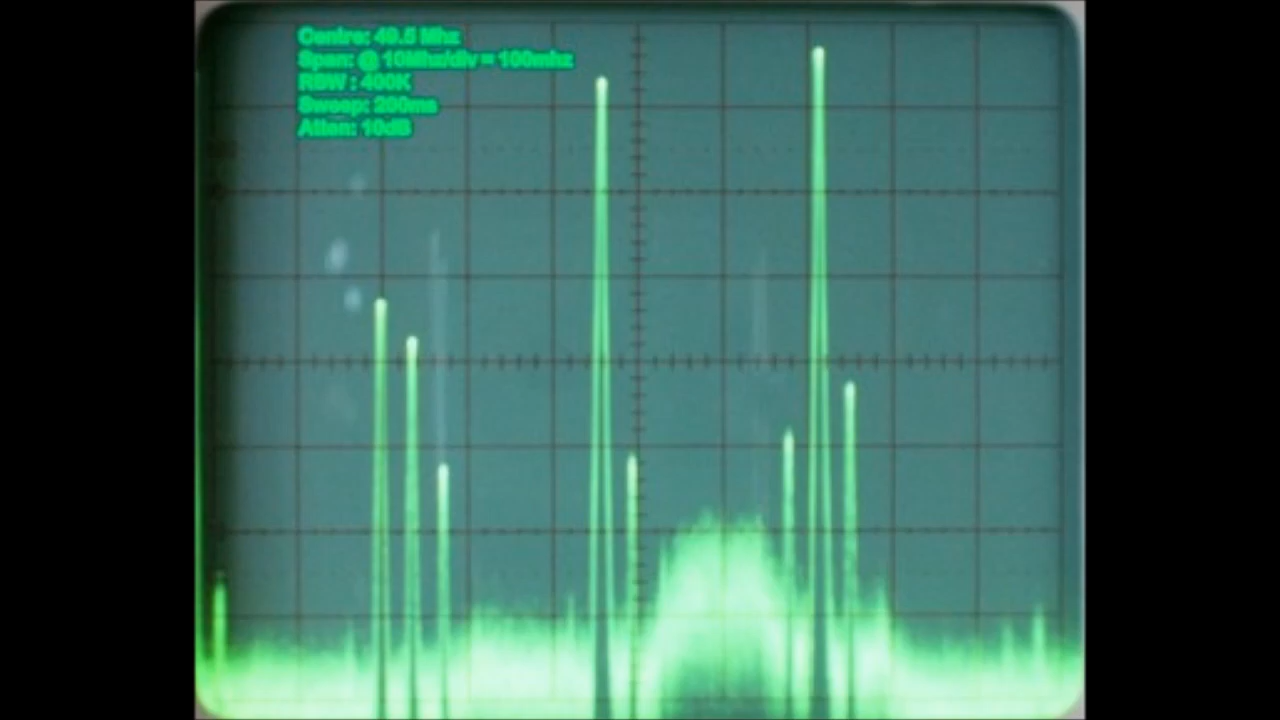 Centre: 49.5 Mhz
Span: @ 10Mhz/div = 100mhz
RBW : 400K
Sweep: 200ms
Atten: 10dB